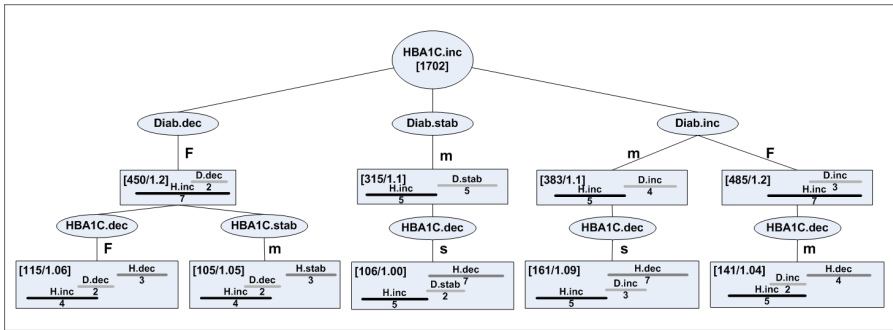 HBA1C.inc
[1702]
Diab.dec
Diab.stab
Diab.inc
F
m
m
F
[450/1.2]
D.dec
2
H.inc
7
[315/1.1]
D.stab
5
H.inc
5
[383/1.1]
D.inc
4
H.inc
5
[485/1.2]
D.inc
3
H.inc
7
HBA1C.dec
HBA1C.stab
HBA1C.dec
HBA1C.dec
HBA1C.dec
F
m
s
s
m
[115/1.06]
H.dec
3
D.dec
2
H.inc
4
[105/1.05]
H.stab
3
D.dec
2
H.inc
4
[106/1.00]
H.dec
7
D.stab
2
H.inc
5
[161/1.09]
H.dec
7
D.inc
3
H.inc
5
[141/1.04]
H.dec
4
D.inc
2
H.inc
5